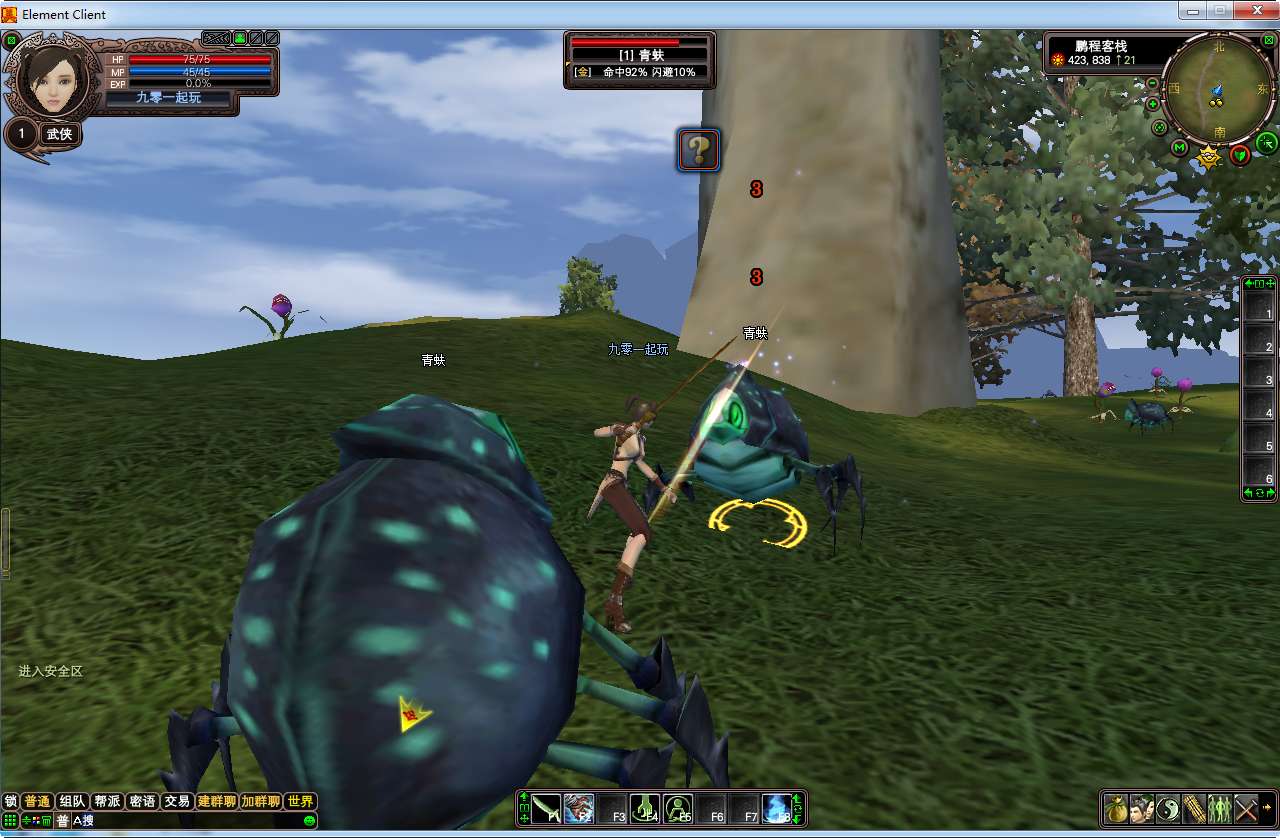 Element Client
HP 75/75
MP 45/45
EXP 0.0%
九零一起玩
1 武侠
[1] 青蚨
[金] 命中92% 闪避10%
鹏程客栈
423, 838 ↑21
北
西 东
南
M
?
3
3
青蚨
九零一起玩
青蚨
1
2
3
4
5
6
进入安全区
锁 普通 组队 帮派 密语 交易 建群聊 加群聊 世界
普 A搜
F3 F4 F5 F6 F7 F8